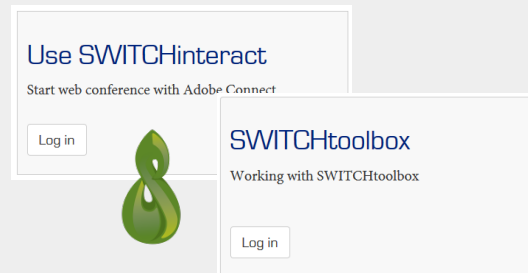 Use SWITCHinteract
Start web conference with Adobe Connect
Log in
SWITCHtoolbox
Working with SWITCHtoolbox
Log in